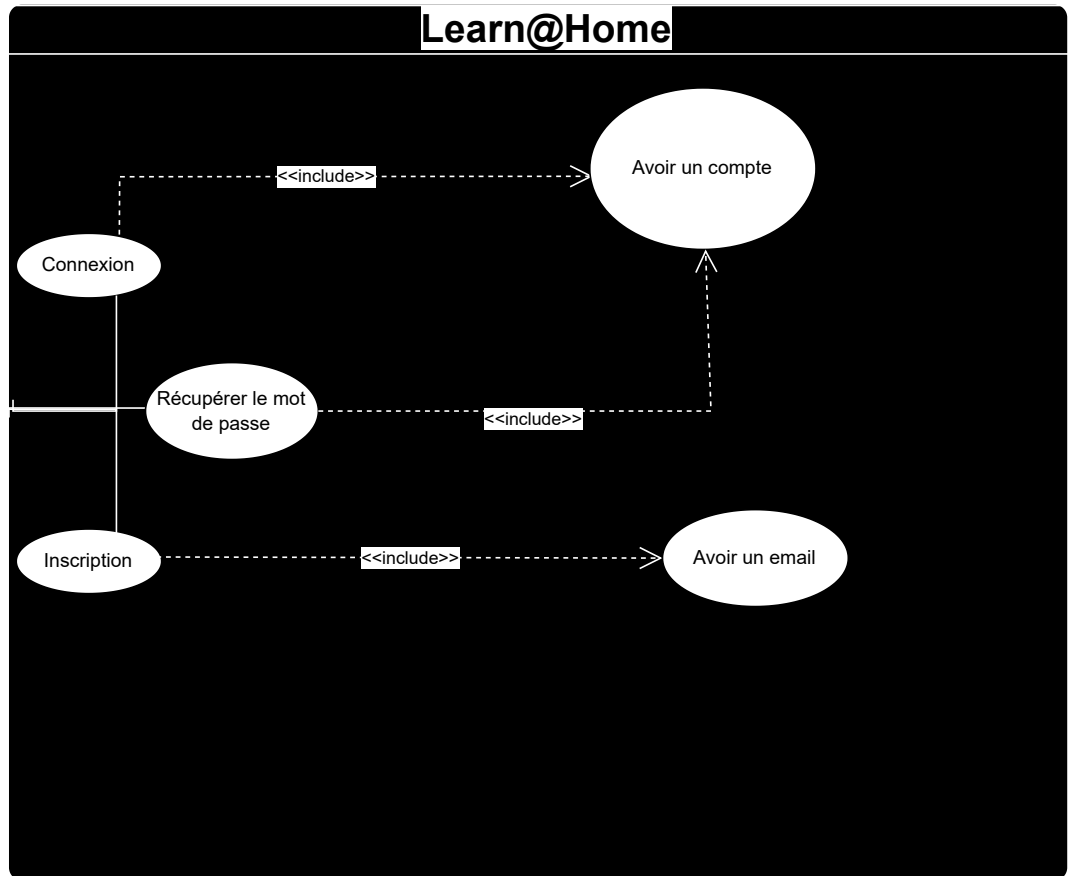 Learn@Home
Avoir un compte
<<include>>
Connexion
Récupérer le mot
de passe
<<include>>
Inscription
<<include>>
Avoir un email